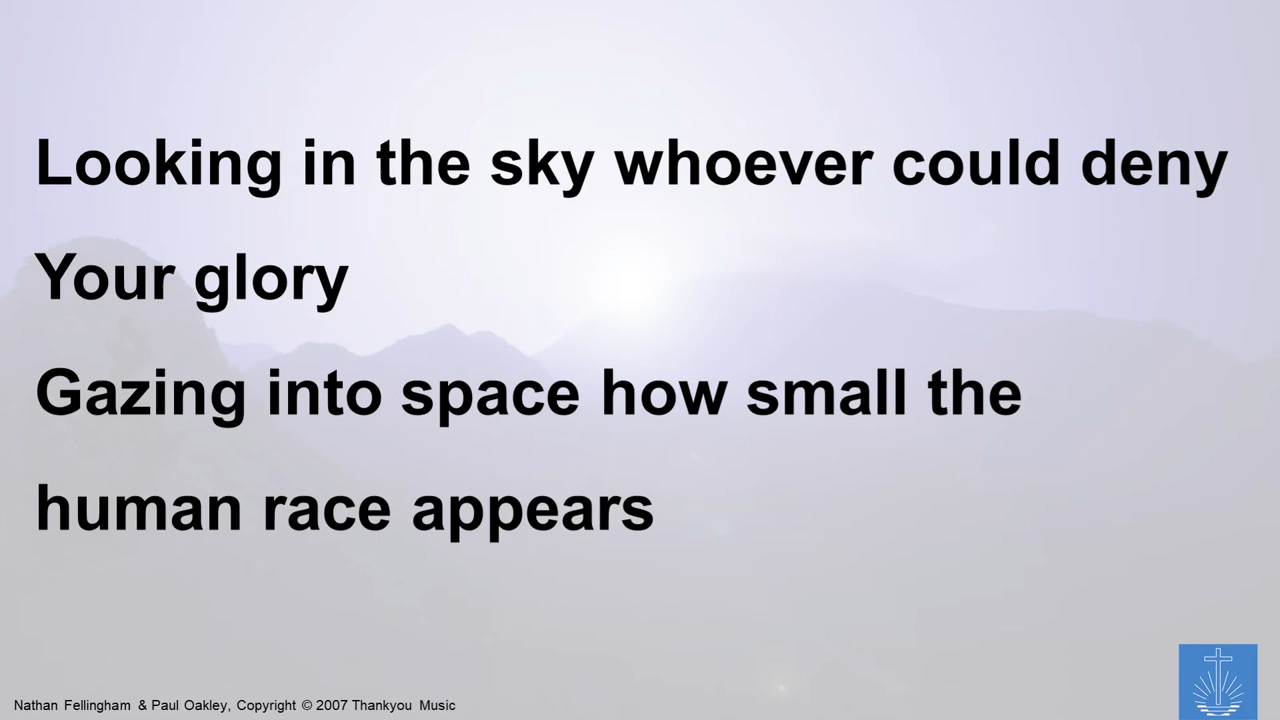 Looking in the sky whoever could deny
Your glory
Gazing into space how small the
human race appears
Nathan Fellingham & Paul Oakley, Copyright © 2007 Thankyou Music